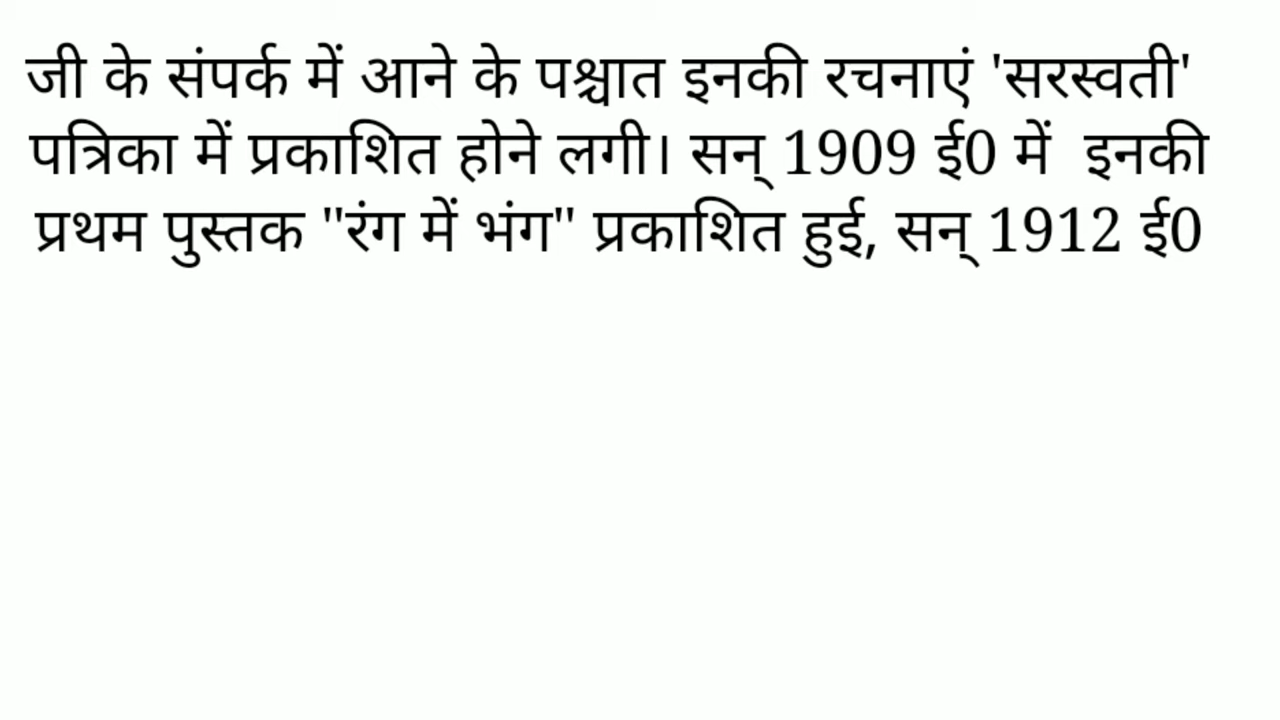 जी के संपर्क में आने के पश्चात इनकी रचनाएं 'सरस्वती'
पत्रिका में प्रकाशित होने लगी। सन् 1909 ई0 में  इनकी
प्रथम पुस्तक "रंग में भंग" प्रकाशित हुई, सन् 1912 ई0